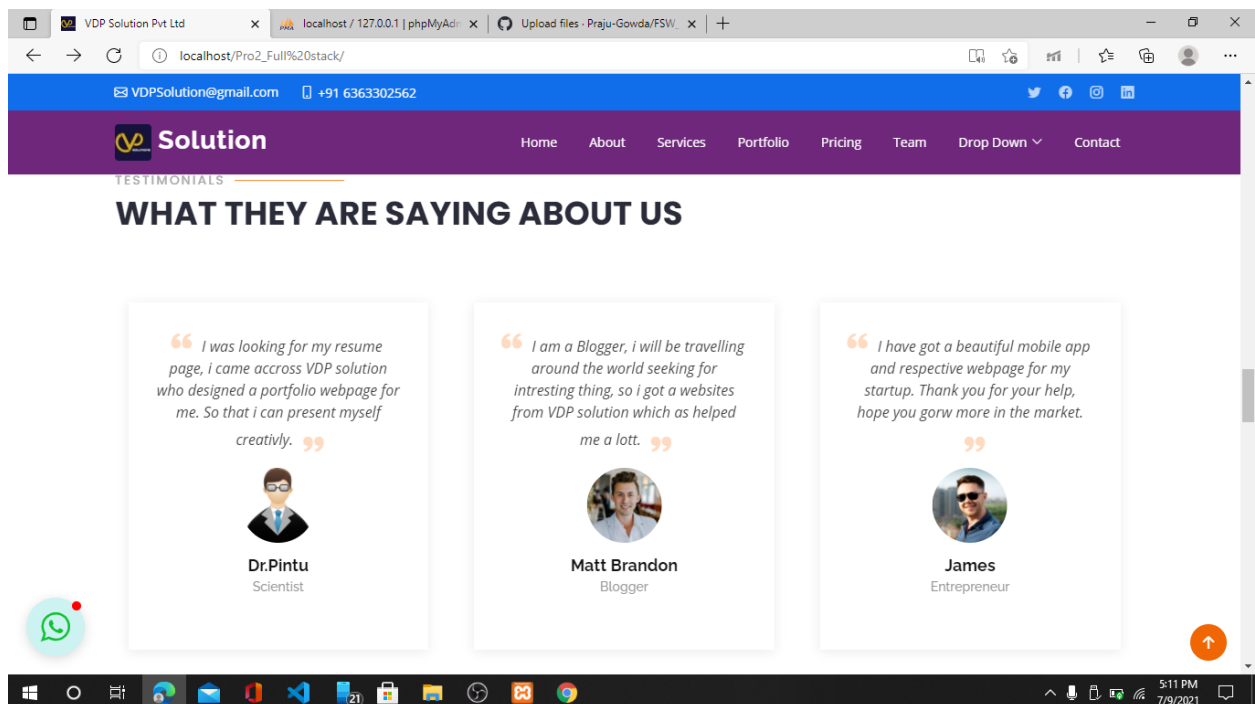 VDP Solution Pvt Ltd
localhost / 127.0.0.1 | phpMyAdm
Upload files · Praju-Gowda/FSW_
localhost/Pro2_Full%20stack/
VDPSolution@gmail.com +91 6363302562
VP Solution
Home About Services Portfolio Pricing Team Drop Down Contact
TESTIMONIALS
WHAT THEY ARE SAYING ABOUT US
I was looking for my resume
page, i came accross VDP solution
who designed a portfolio webpage for
me. So that i can present myself
creativly.
Dr.Pintu
Scientist
I am a Blogger, i will be travelling
around the world seeking for
intresting thing, so i got a websites
from VDP solution which as helped
me a lott.
Matt Brandon
Blogger
I have got a beautiful mobile app
and respective webpage for my
startup. Thank you for your help,
hope you gorw more in the market.
James
Entrepreneur
21
5:11 PM
7/9/2021